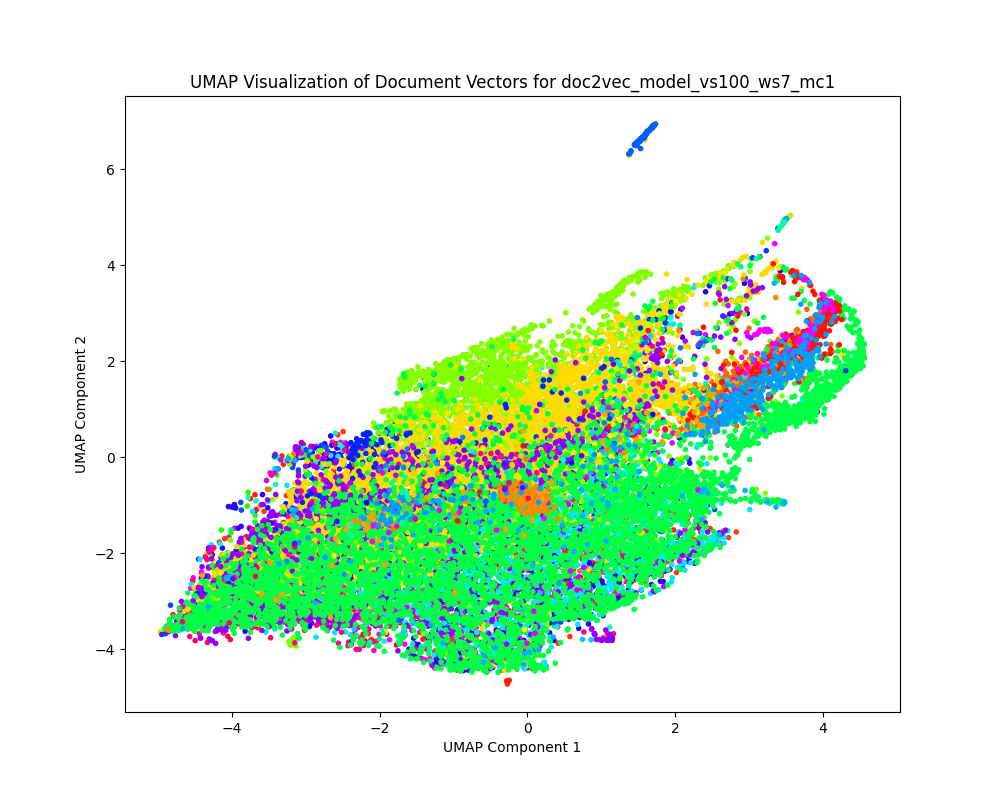 UMAP Visualization of Document Vectors for doc2vec_model_vs100_ws7_mc1
6
4
2
0
−2
−4
UMAP Component 2
−4 −2 0 2 4
UMAP Component 1